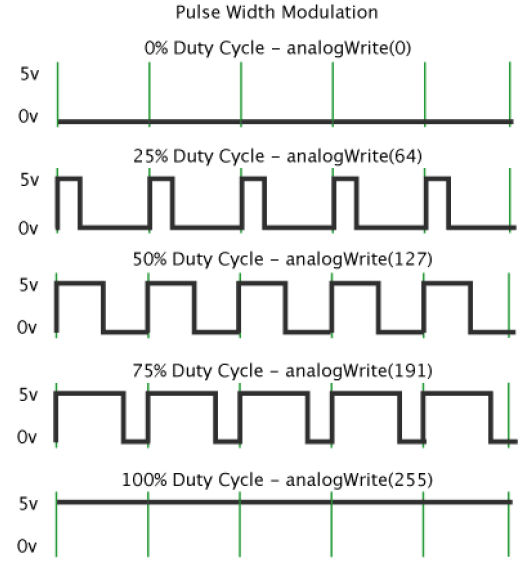 Pulse Width Modulation
0% Duty Cycle – analogWrite(0)
5v
0v
25% Duty Cycle – analogWrite(64)
5v
0v
50% Duty Cycle – analogWrite(127)
5v
0v
75% Duty Cycle – analogWrite(191)
5v
0v
100% Duty Cycle – analogWrite(255)
5v
0v